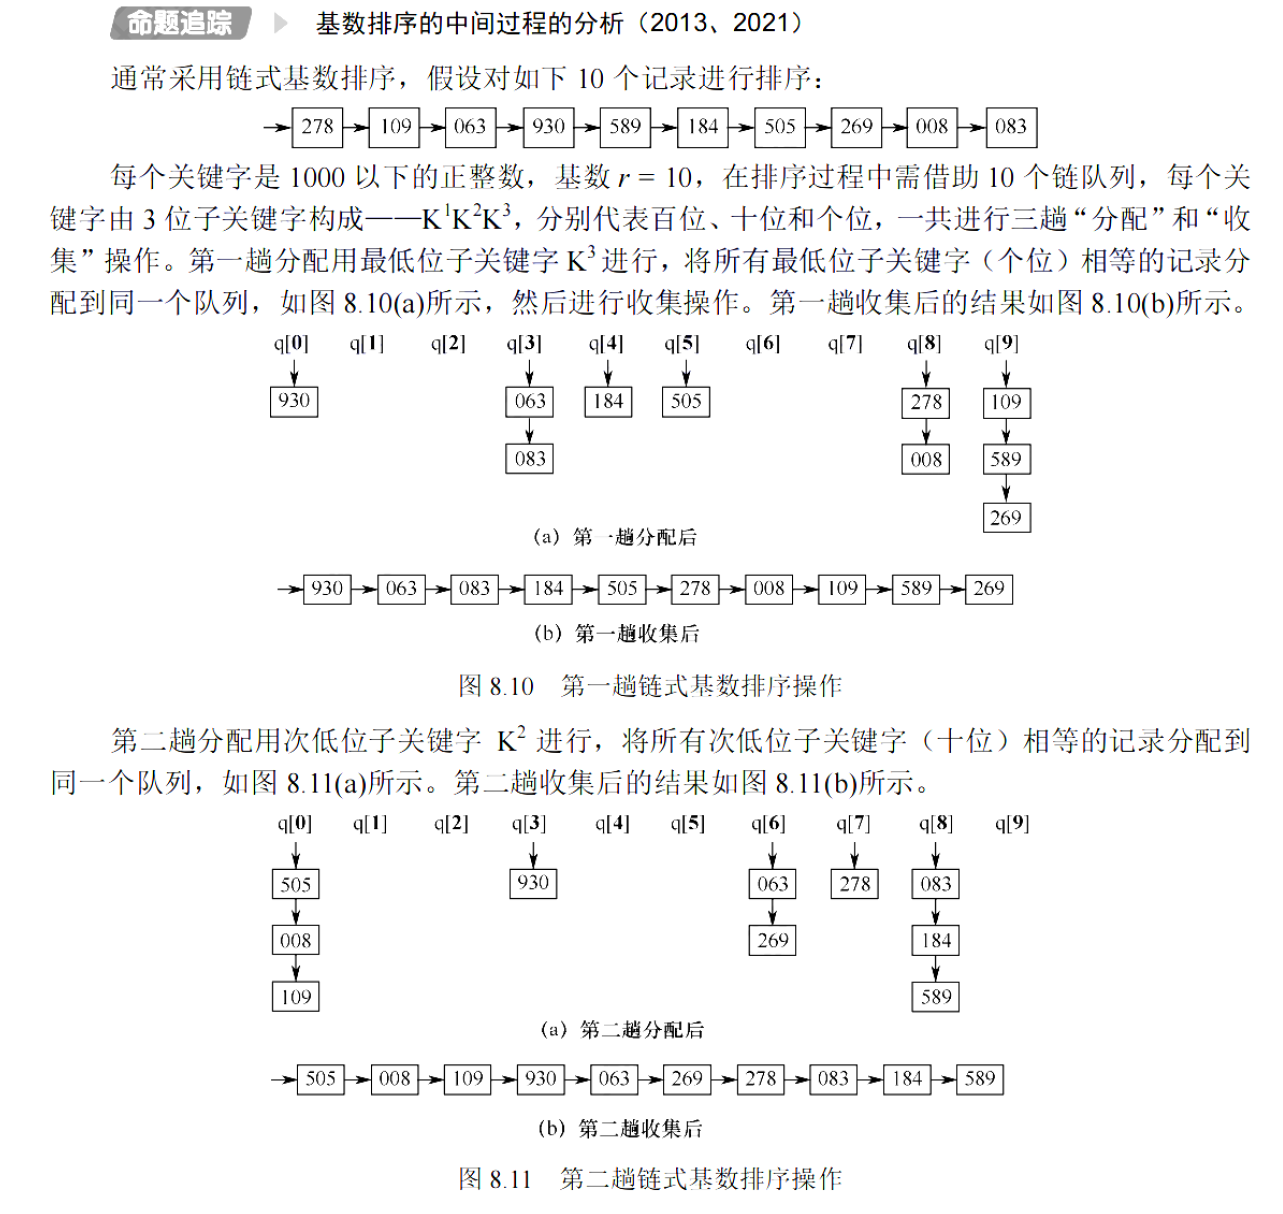 命题追踪 基数排序的中间过程的分析（2013、2021）
通常采用链式基数排序，假设对如下 10 个记录进行排序：
278 109 063 930 589 184 505 269 008 083
每个关键字是 1000 以下的正整数，基数 r = 10，在排序过程中需借助 10 个链队列，每个关
键字由 3 位子关键字构成——K¹K²K³，分别代表百位、十位和个位，一共进行三趟“分配”和“收
集”操作。第一趟分配用最低位子关键字 K³ 进行，将所有最低位子关键字（个位）相等的记录分
配到同一个队列，如图 8.10(a)所示，然后进行收集操作。第一趟收集后的结果如图 8.10(b)所示。
q[0] q[1] q[2] q[3] q[4] q[5] q[6] q[7] q[8] q[9]
930 063 184 505 278 109
083 008 589
269
（a）第一趟分配后
930 063 083 184 505 278 008 109 589 269
（b）第一趟收集后
图 8.10 第一趟链式基数排序操作
第二趟分配用次低位子关键字 K² 进行，将所有次低位子关键字（十位）相等的记录分配到
同一个队列，如图 8.11(a)所示。第二趟收集后的结果如图 8.11(b)所示。
q[0] q[1] q[2] q[3] q[4] q[5] q[6] q[7] q[8] q[9]
505 930 063 278 083
008 269 184
109 589
（a）第二趟分配后
505 008 109 930 063 269 278 083 184 589
（b）第二趟收集后
图 8.11 第二趟链式基数排序操作